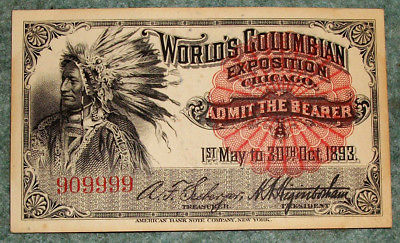 WORLD'S COLUMBIAN
EXPOSITION
CHICAGO.
ADMIT THE BEARER
A
1ST May to 30TH Oct. 1893.
909999
TREASURER
PRESIDENT
AMERICAN BANK NOTE COMPANY, NEW YORK.